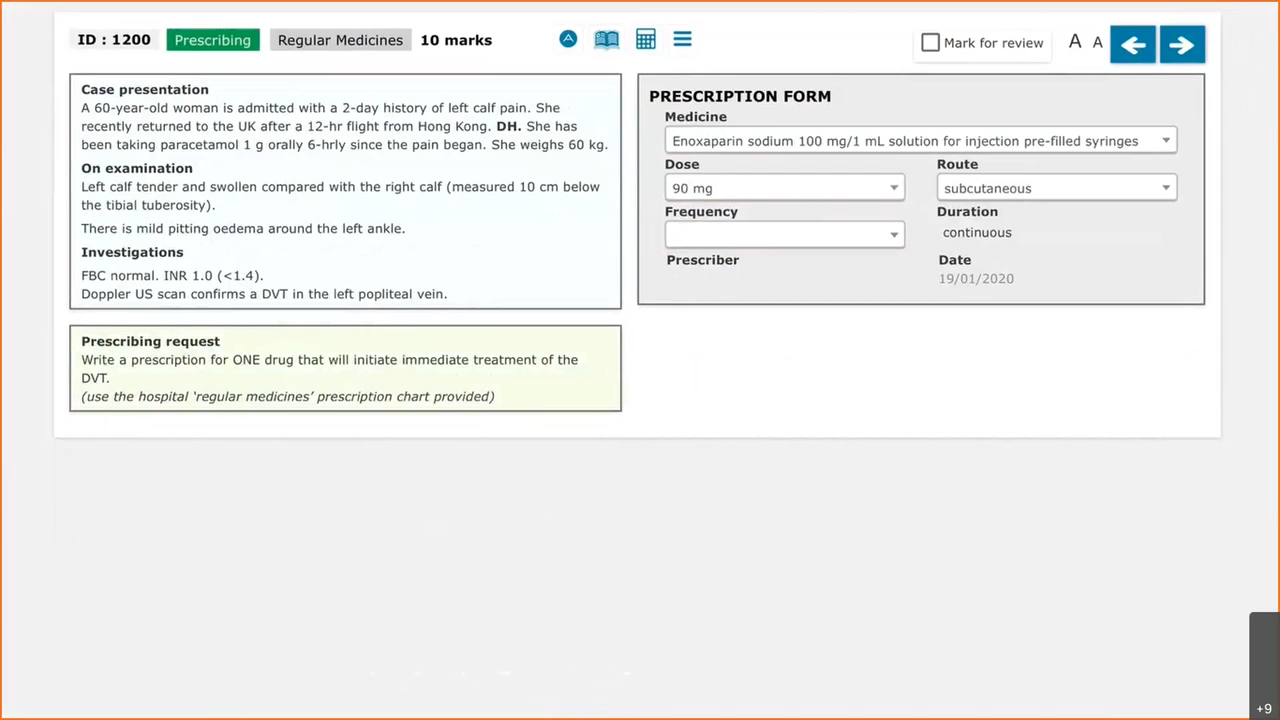 ID : 1200 Prescribing Regular Medicines 10 marks
Mark for review A A
Case presentation
A 60-year-old woman is admitted with a 2-day history of left calf pain. She
recently returned to the UK after a 12-hr flight from Hong Kong. DH. She has
been taking paracetamol 1 g orally 6-hrly since the pain began. She weighs 60 kg.
On examination
Left calf tender and swollen compared with the right calf (measured 10 cm below
the tibial tuberosity).
There is mild pitting oedema around the left ankle.
Investigations
FBC normal. INR 1.0 (<1.4).
Doppler US scan confirms a DVT in the left popliteal vein.
Prescribing request
Write a prescription for ONE drug that will initiate immediate treatment of the
DVT.
(use the hospital ‘regular medicines’ prescription chart provided)
PRESCRIPTION FORM
Medicine
Enoxaparin sodium 100 mg/1 mL solution for injection pre-filled syringes
Dose Route
90 mg subcutaneous
Frequency Duration
continuous
Prescriber Date
19/01/2020
+9